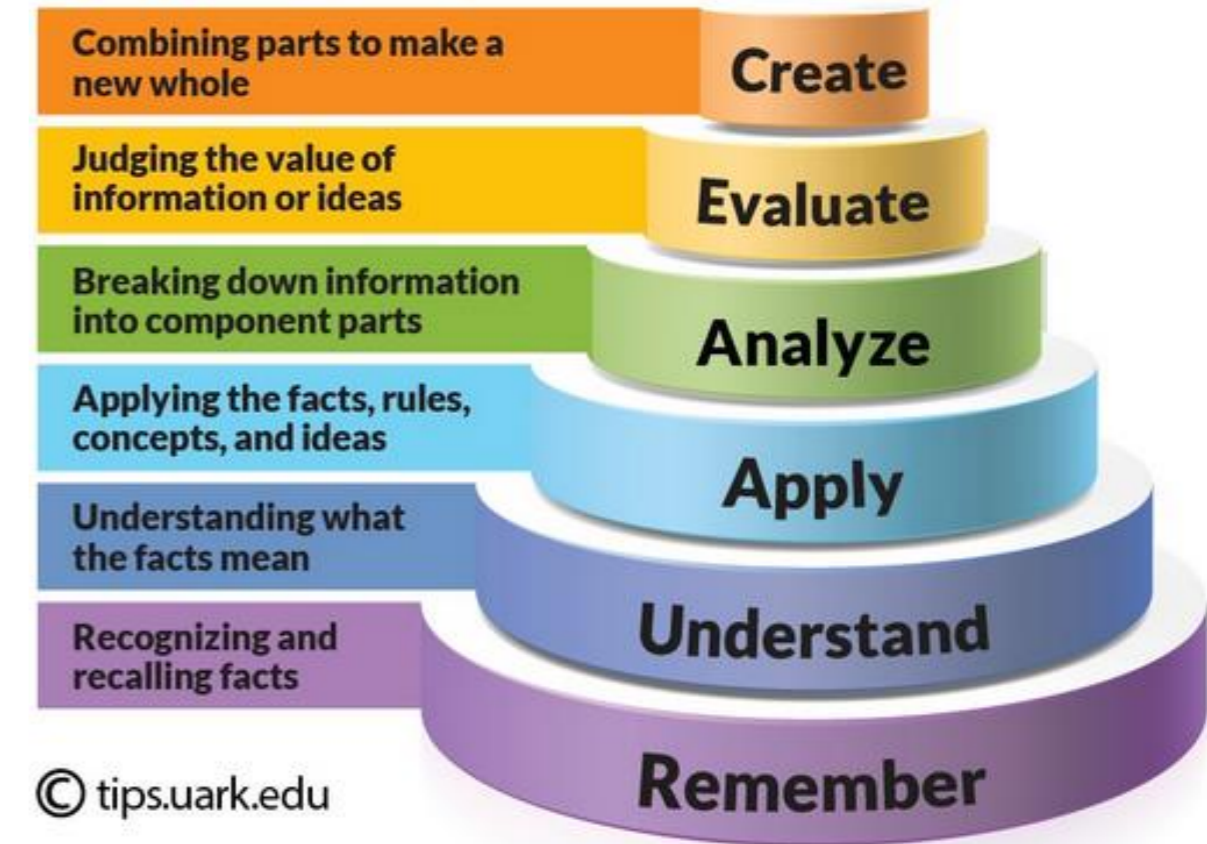 Combining parts to make a
new whole
Create
Judging the value of
information or ideas
Evaluate
Breaking down information
into component parts
Analyze
Applying the facts, rules,
concepts, and ideas
Apply
Understanding what
the facts mean
Understand
Recognizing and
recalling facts
Remember
© tips.uark.edu